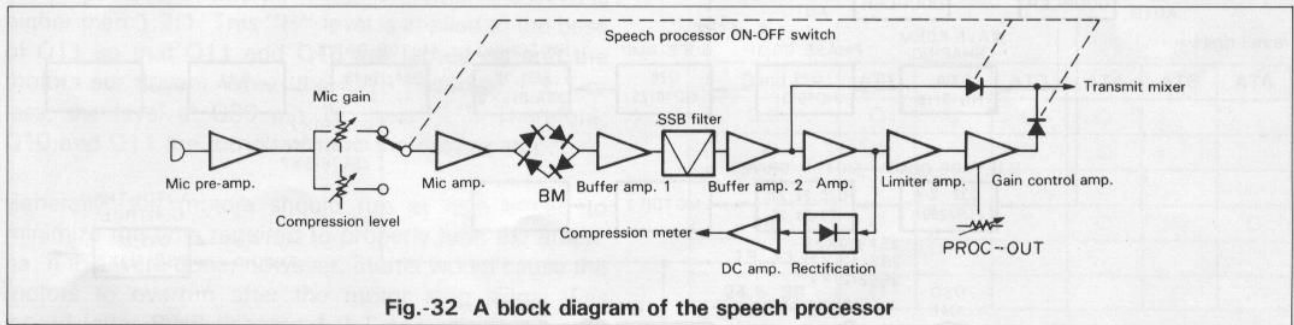 Speech processor ON-OFF switch
Mic gain
Transmit mixer
SSB filter
Mic pre-amp.
Mic amp.
BM
Buffer amp. 1
Buffer amp. 2
Amp.
Limiter amp.
Gain control amp.
Compression level
Compression meter
PROC-OUT
DC amp.
Rectification
Fig.-32 A block diagram of the speech processor